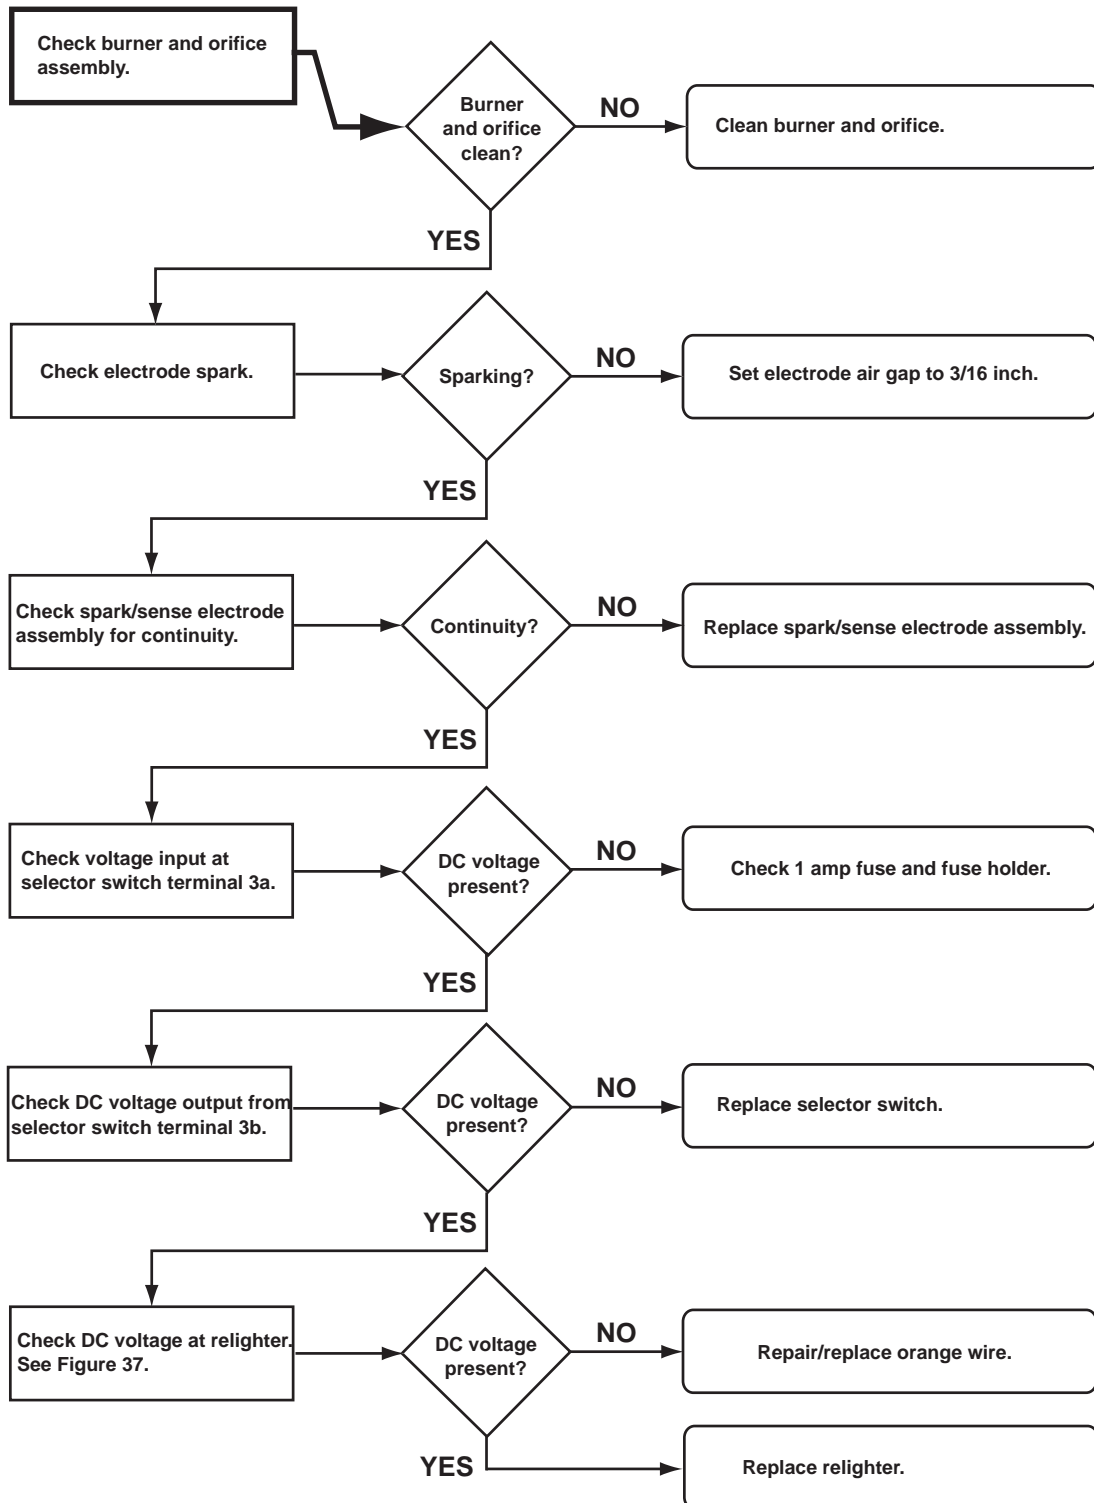 Check burner and orifice
assembly.
Burner
and orifice
clean?
NO
Clean burner and orifice.
YES
Check electrode spark.
Sparking?
NO
Set electrode air gap to 3/16 inch.
YES
Check spark/sense electrode
assembly for continuity.
Continuity?
NO
Replace spark/sense electrode assembly.
YES
Check voltage input at
selector switch terminal 3a.
DC voltage
present?
NO
Check 1 amp fuse and fuse holder.
YES
Check DC voltage output from
selector switch terminal 3b.
DC voltage
present?
NO
Replace selector switch.
YES
Check DC voltage at relighter.
See Figure 37.
DC voltage
present?
NO
Repair/replace orange wire.
YES
Replace relighter.